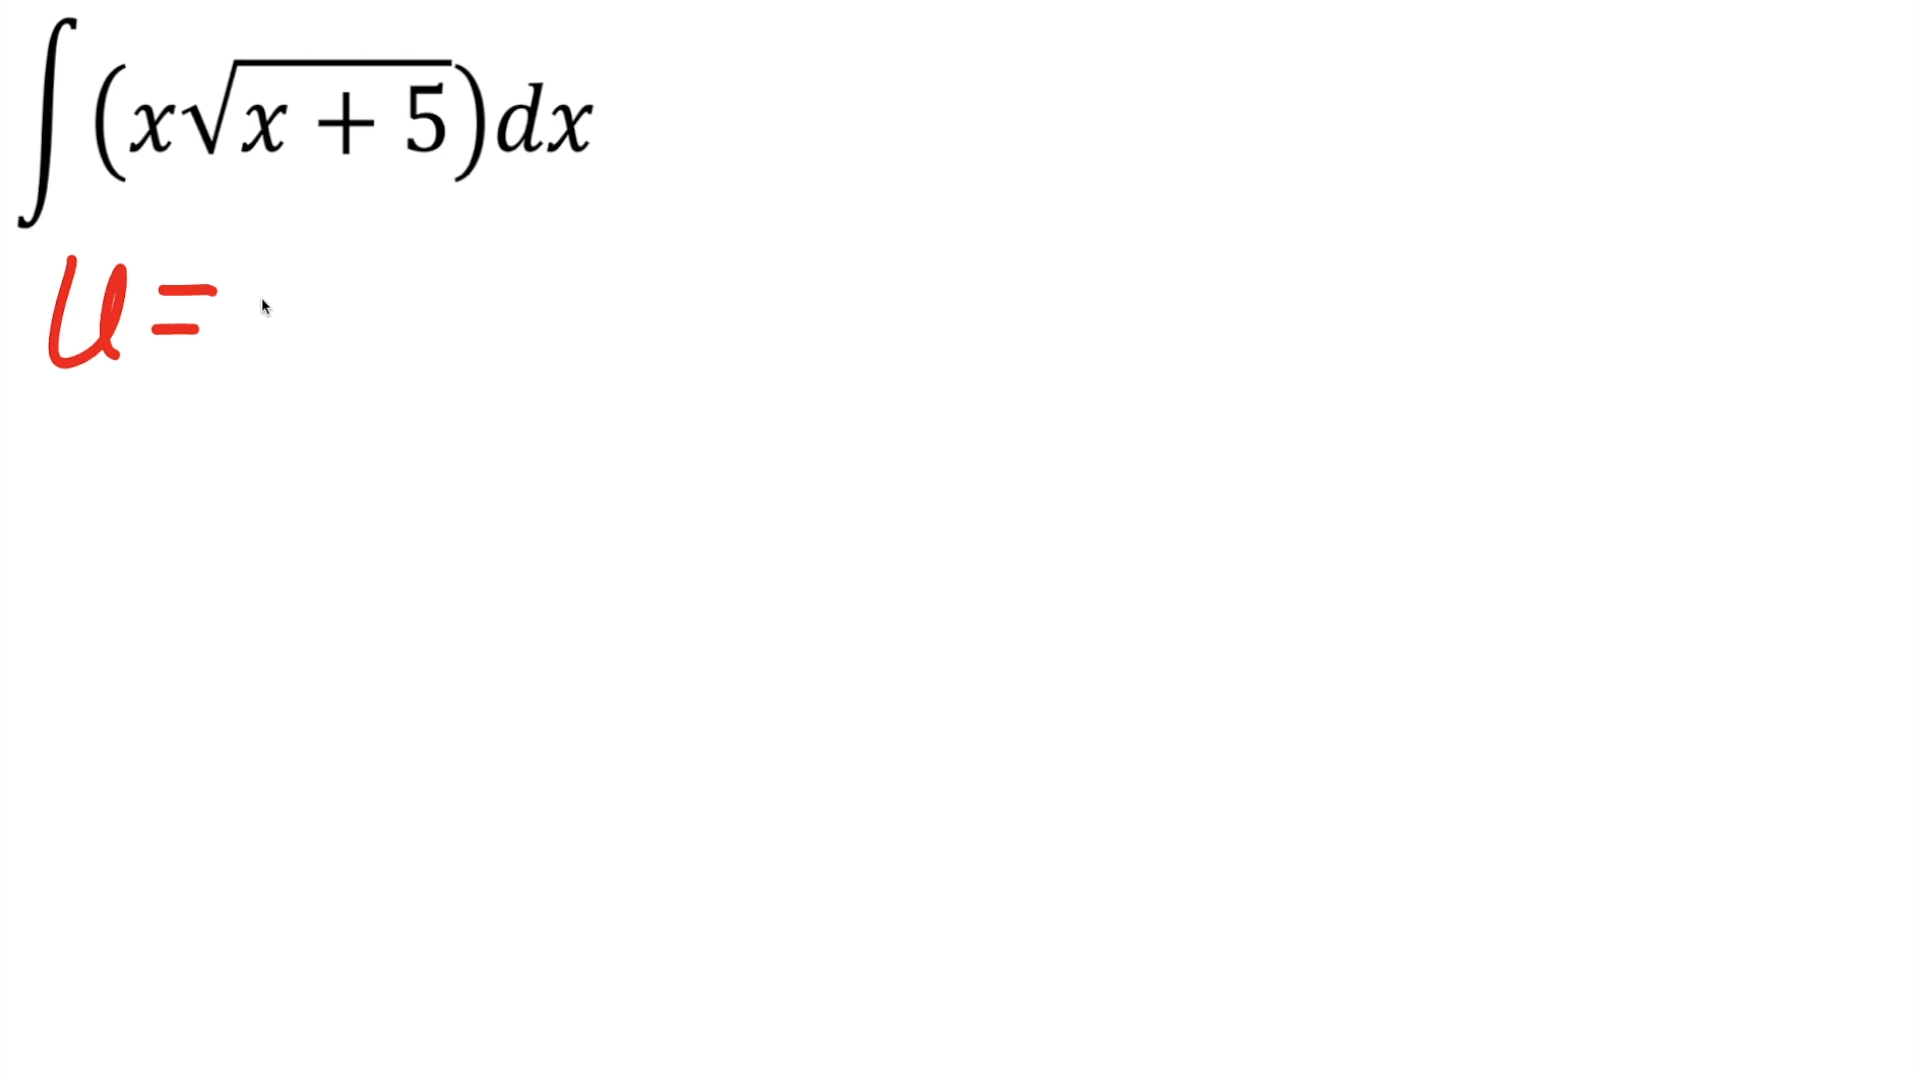 ∫(x√(x + 5))dx
u =